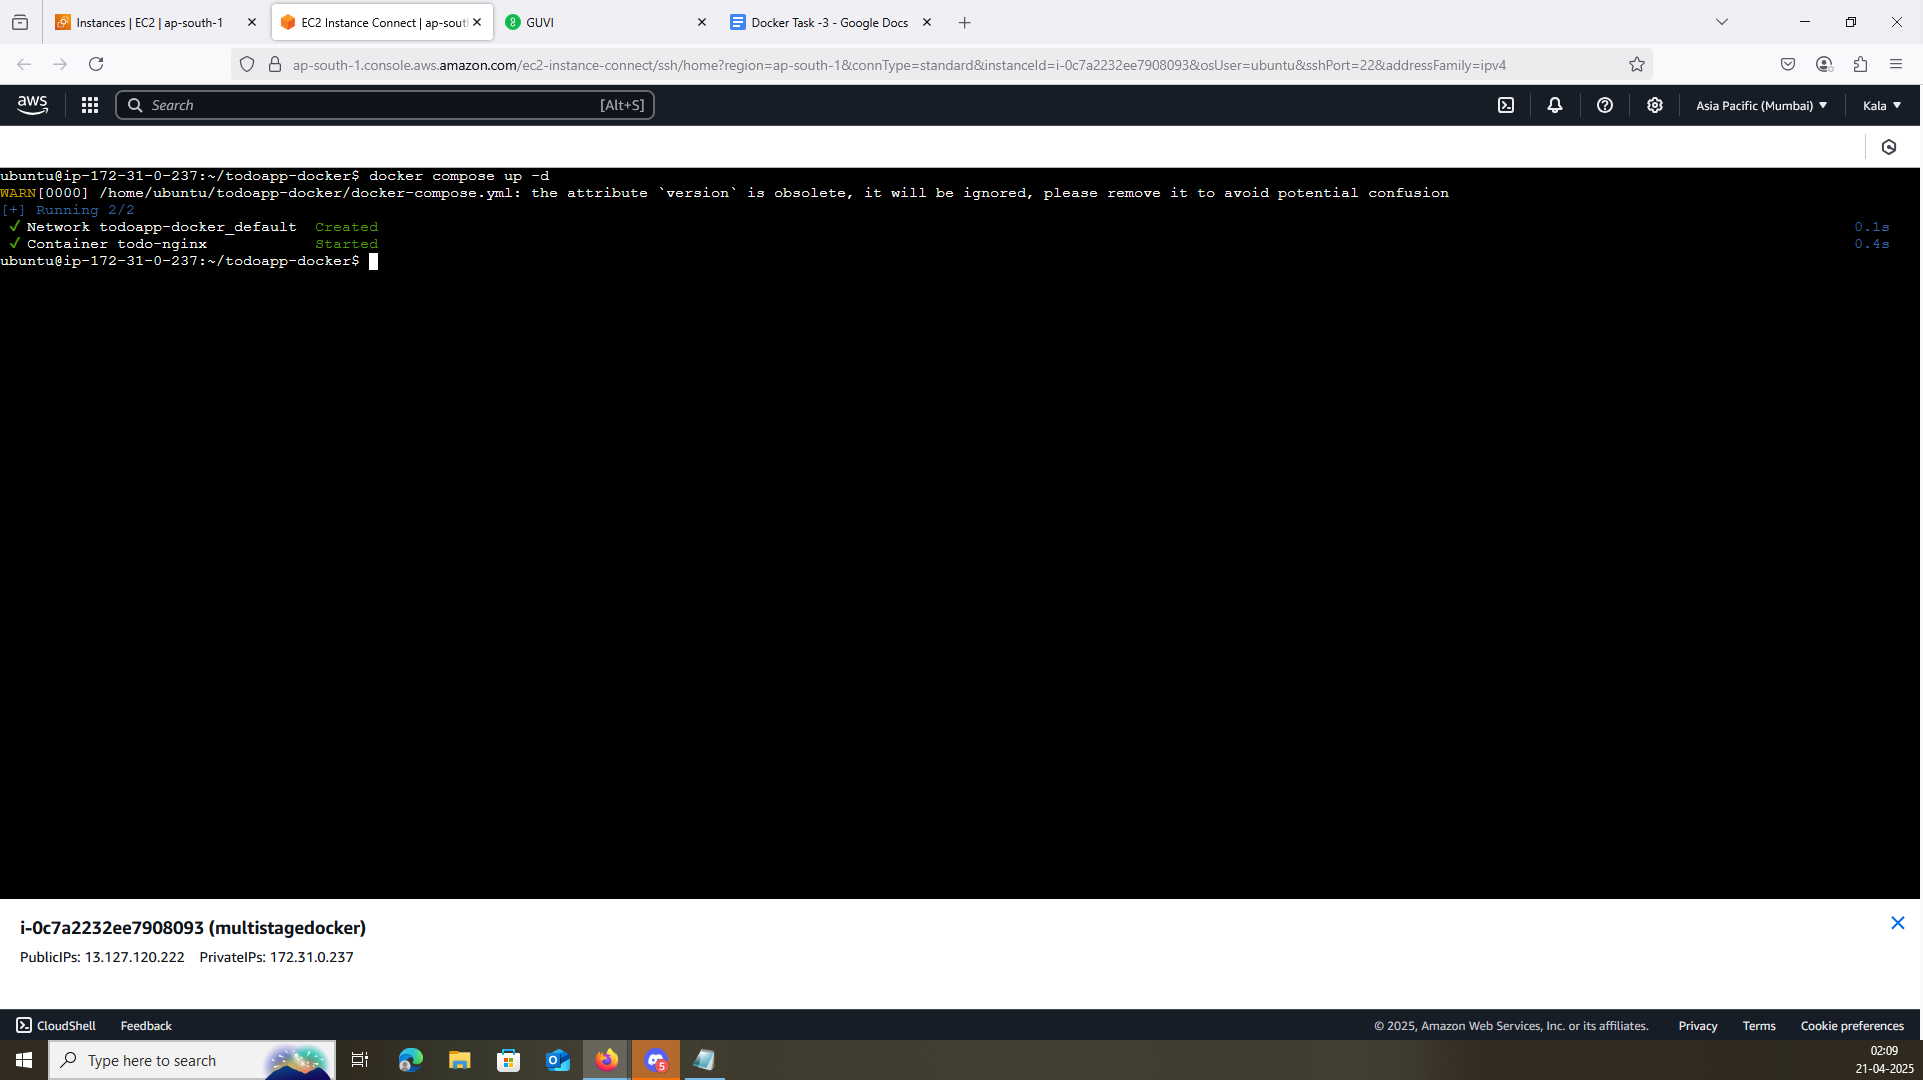 Instances | EC2 | ap-south-1
EC2 Instance Connect | ap-sout
GUVI
Docker Task -3 - Google Docs
ap-south-1.console.aws.amazon.com/ec2-instance-connect/ssh/home?region=ap-south-1&connType=standard&instanceId=i-0c7a2232ee7908093&osUser=ubuntu&sshPort=22&addressFamily=ipv4
aws
Search
[Alt+S]
Asia Pacific (Mumbai)
Kala
ubuntu@ip-172-31-0-237:~/todoapp-docker$ docker compose up -d
WARN[0000] /home/ubuntu/todoapp-docker/docker-compose.yml: the attribute `version` is obsolete, it will be ignored, please remove it to avoid potential confusion
[+] Running 2/2
✓ Network todoapp-docker_default Created 0.1s
✓ Container todo-nginx Started 0.4s
ubuntu@ip-172-31-0-237:~/todoapp-docker$
i-0c7a2232ee7908093 (multistagedocker)
PublicIPs: 13.127.120.222 PrivateIPs: 172.31.0.237
CloudShell
Feedback
© 2025, Amazon Web Services, Inc. or its affiliates.
Privacy
Terms
Cookie preferences
Type here to search
5
02:09
21-04-2025